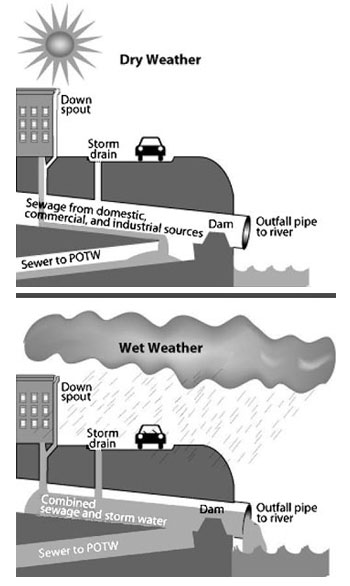 Dry Weather
Down
spout
Storm
drain
Sewage from domestic,
commercial, and industrial sources
Dam
Outfall pipe
to river
Sewer to POTW
Wet Weather
Down
spout
Storm
drain
Combined
sewage and storm water
Dam
Outfall pipe
to river
Sewer to POTW